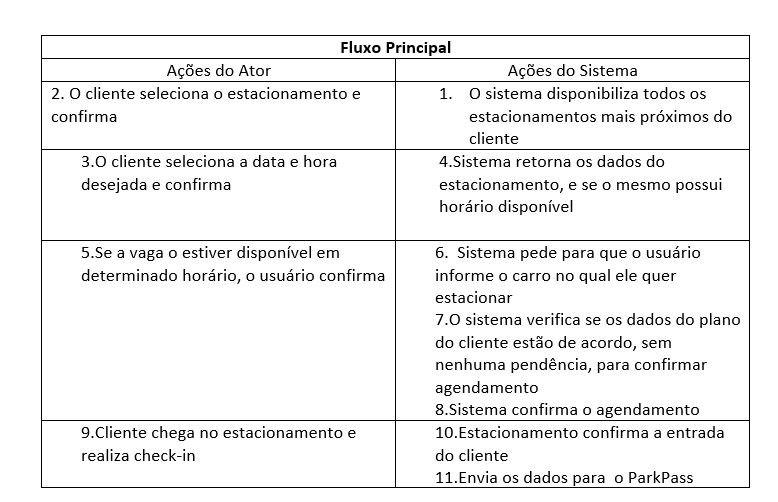 Fluxo Principal
Ações do Ator
Ações do Sistema
2. O cliente seleciona o estacionamento e
confirma
1. O sistema disponibiliza todos os
estacionamentos mais próximos do
cliente
3.O cliente seleciona a data e hora
desejada e confirma
4.Sistema retorna os dados do
estacionamento, e se o mesmo possui
horário disponível
5.Se a vaga o estiver disponível em
determinado horário, o usuário confirma
6. Sistema pede para que o usuário
informe o carro no qual ele quer
estacionar
7.O sistema verifica se os dados do plano
do cliente estão de acordo, sem
nenhuma pendência, para confirmar
agendamento
8.Sistema confirma o agendamento
9.Cliente chega no estacionamento e
realiza check-in
10.Estacionamento confirma a entrada
do cliente
11.Envia os dados para o ParkPass